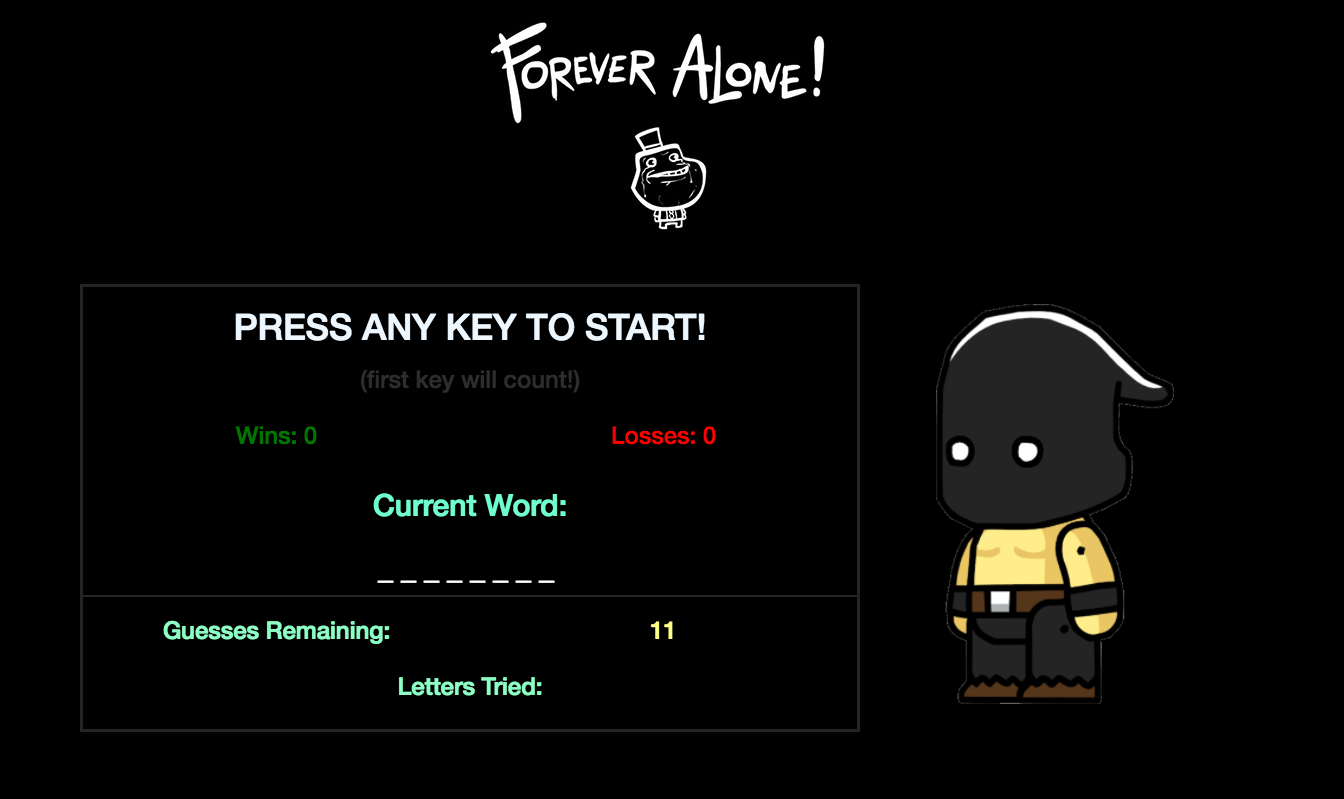 FOREVER ALONE!
PRESS ANY KEY TO START!
(first key will count!)
Wins: 0 Losses: 0
Current Word:
_ _ _ _ _ _ _ _
Guesses Remaining: 11
Letters Tried: